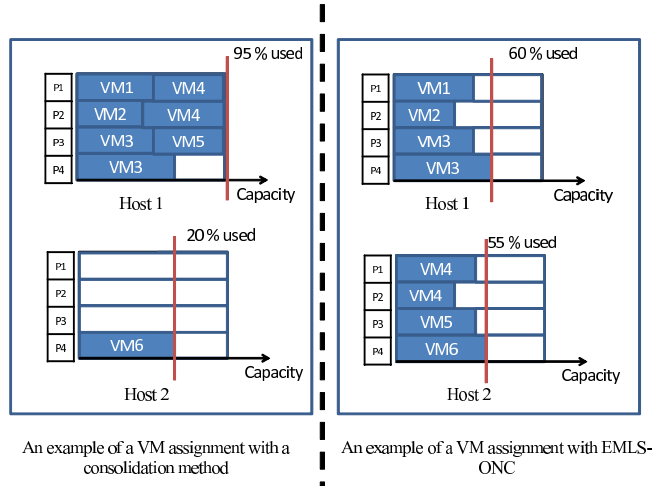 95 % used
P1 VM1 VM4
P2 VM2 VM4
P3 VM3 VM5
P4 VM3
Capacity
Host 1
20 % used
P1
P2
P3
P4 VM6
Capacity
Host 2
An example of a VM assignment with a
consolidation method
60 % used
P1 VM1
P2 VM2
P3 VM3
P4 VM3
Capacity
Host 1
55 % used
P1 VM4
P2 VM4
P3 VM5
P4 VM6
Capacity
Host 2
An example of a VM assignment with EMLS-
ONC